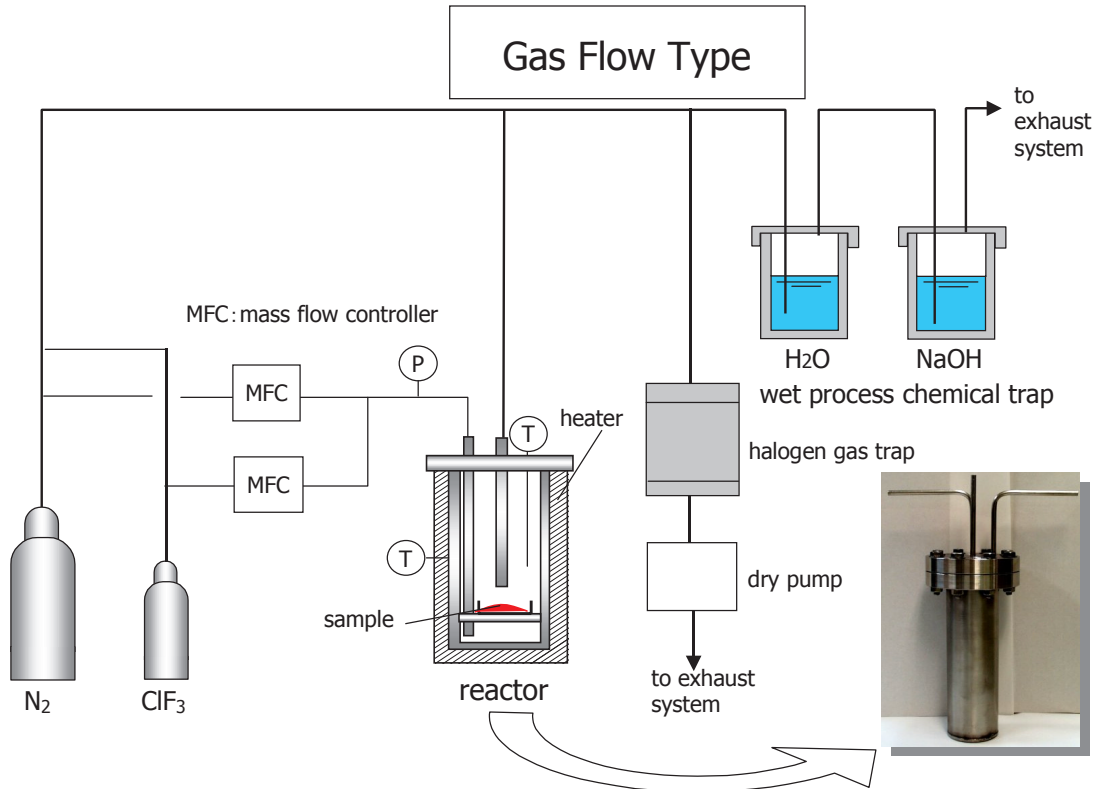 Gas Flow Type
to
exhaust
system
MFC:mass flow controller
P
H2O
NaOH
MFC
wet process chemical trap
heater
T
halogen gas trap
MFC
T
dry pump
sample
to exhaust
system
reactor
N2
ClF3